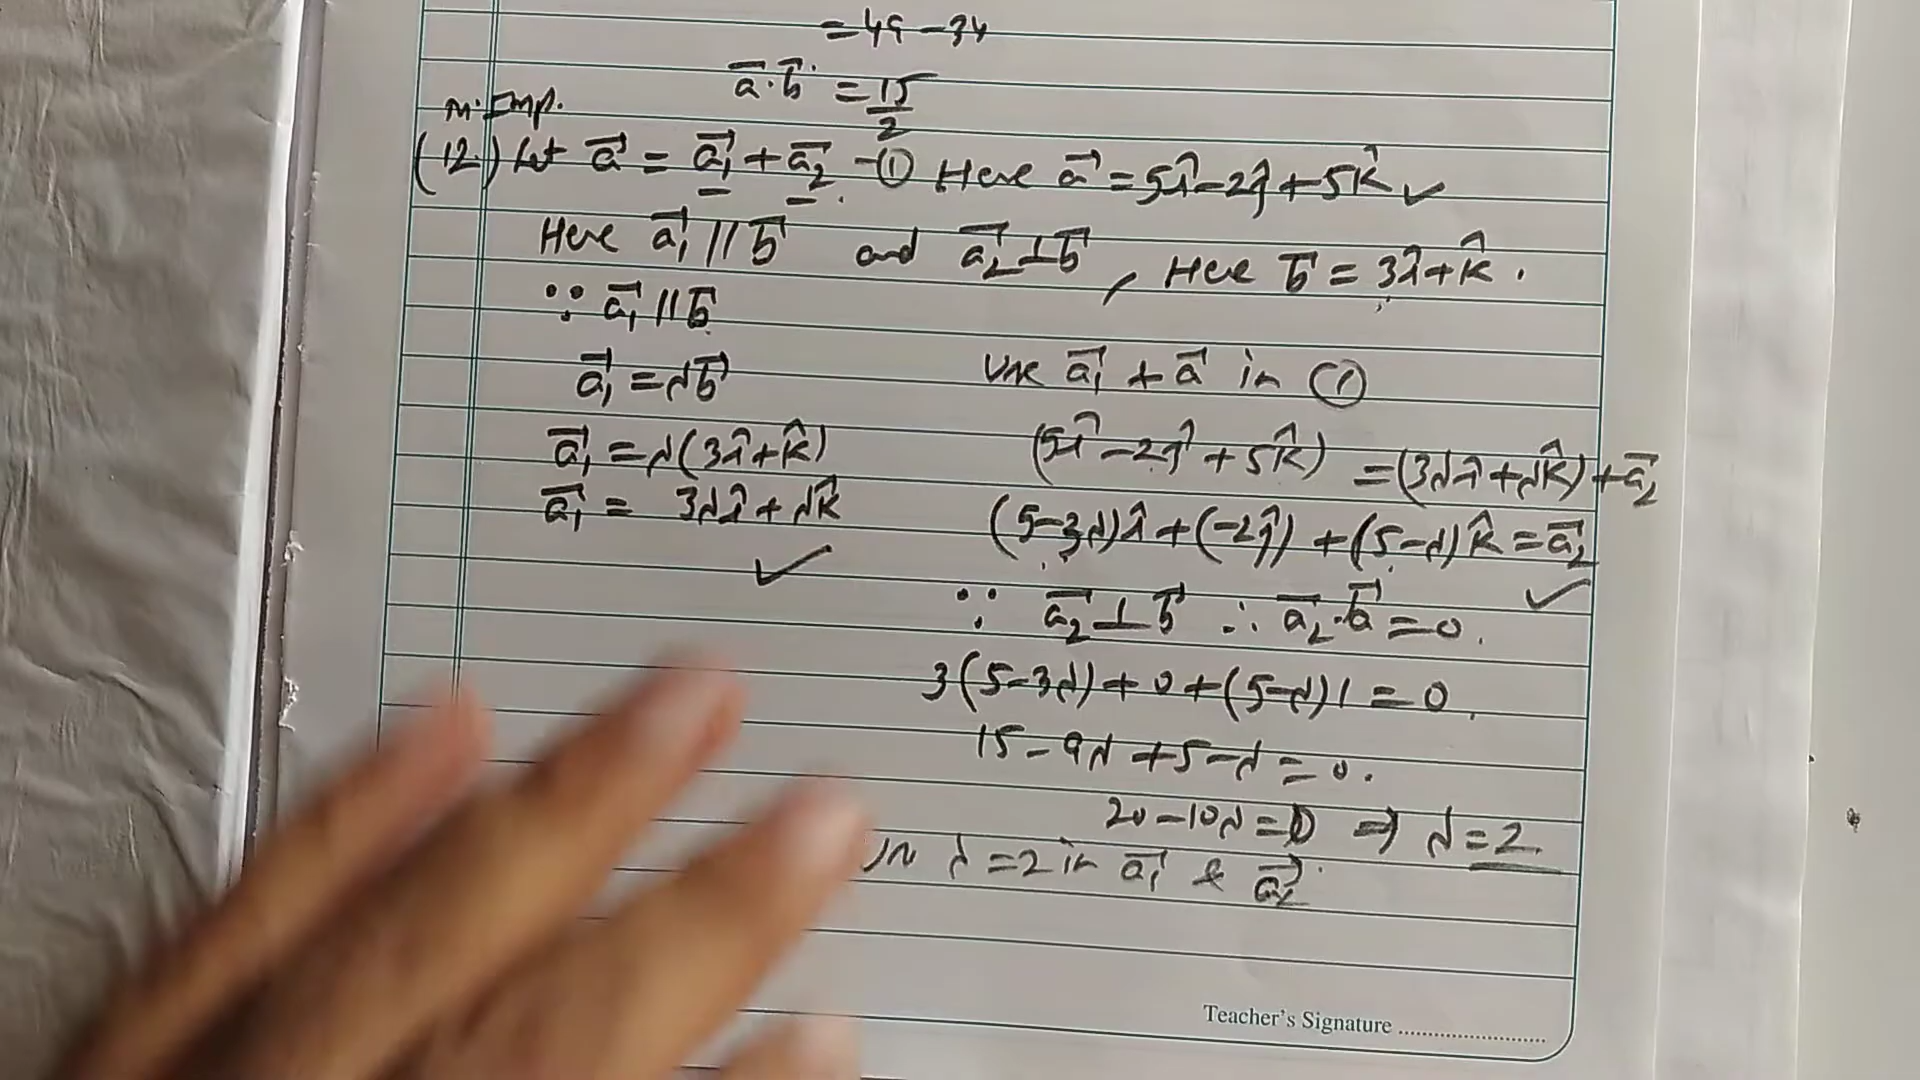 = 49 - 34
a⃗·b⃗ = 15/2
M. Imp.
(12) Let a⃗ = a⃗₁ + a⃗₂ - ① Here a⃗ = 5î - 2ĵ + 5k̂ ✓
Here a⃗₁ // b⃗ and a⃗₂ ⊥ b⃗, Here b⃗ = 3î + k̂.
∵ a⃗₁ // b⃗
a⃗₁ = λb⃗
a⃗₁ = λ(3î + k̂)
a⃗₁ = 3λî + λk̂
✓
Use a⃗₁ + a⃗ in ①
(5î - 2ĵ + 5k̂) = (3λî + λk̂) + a⃗₂
(5 - 3λ)î + (-2ĵ) + (5 - λ)k̂ = a⃗₂
✓
∵ a⃗₂ ⊥ b⃗ ∴ a⃗₂·b⃗ = 0.
3(5 - 3λ) + 0 + (5 - λ)1 = 0.
15 - 9λ + 5 - λ = 0.
20 - 10λ = 0 ⇒ λ = 2.
λ = 2 in a⃗₁ & a⃗₂
Teacher's Signature ....................